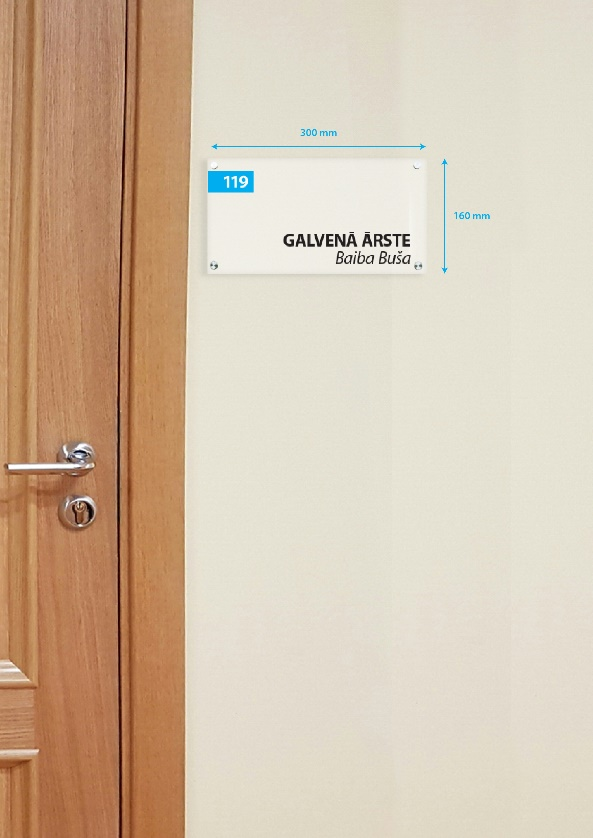 300 mm
119
160 mm
GALVENĀ ĀRSTE
Baiba Buša